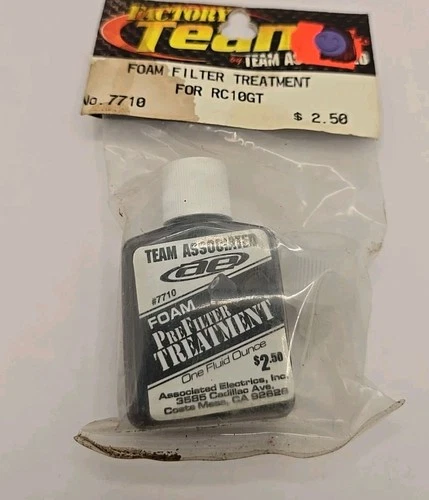 FACTORY
Team
by TEAM ASSOCIATED
FOAM FILTER TREATMENT
FOR RC10GT
No. 7710
$ 2.50
TEAM ASSOCIATED
ae
#7710
FOAM
PREFILTER
TREATMENT
One Fluid Ounce
$2.50
Associated Electrics, Inc.
3585 Cadillac Ave.
Costa Mesa, CA 92626